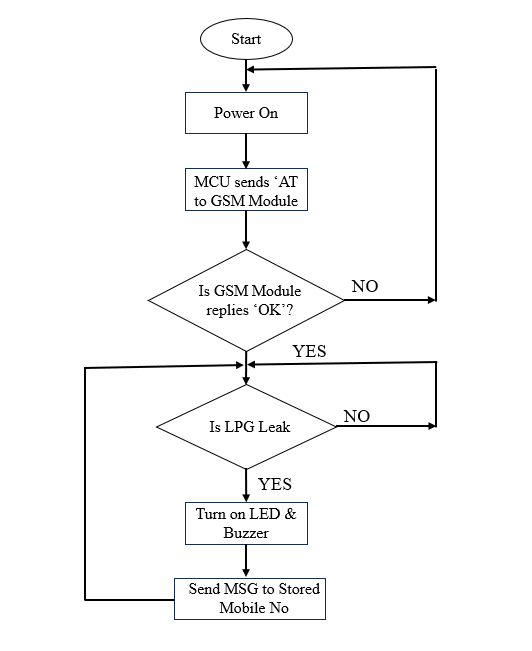 Start
Power On
MCU sends ‘AT
to GSM Module
Is GSM Module
replies ‘OK’?
NO
YES
Is LPG Leak
NO
YES
Turn on LED &
Buzzer
Send MSG to Stored
Mobile No